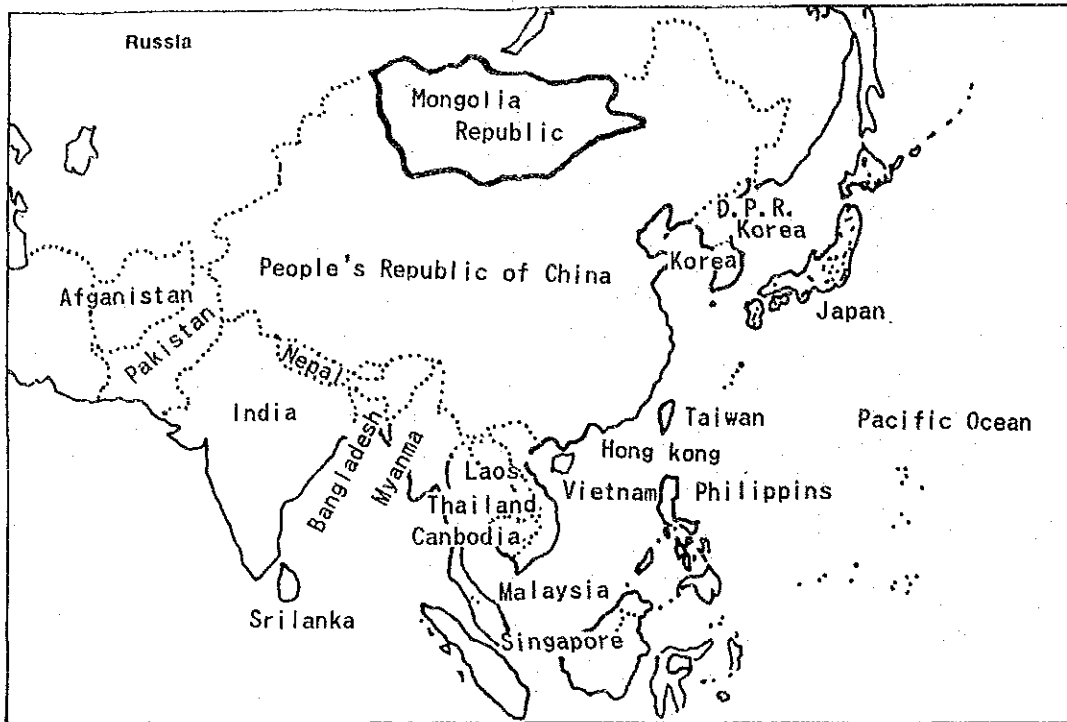 Russia
Mongolia
Republic
D.P.R.
Korea
Korea
People's Republic of China
Afganistan
Japan
Pakistan
Nepal
India
Taiwan
Pacific Ocean
Bangladesh
Myanma
Hong kong
Laos
Vietnam
Philippins
Thailand
Canbodia
Malaysia
Srilanka
Singapore